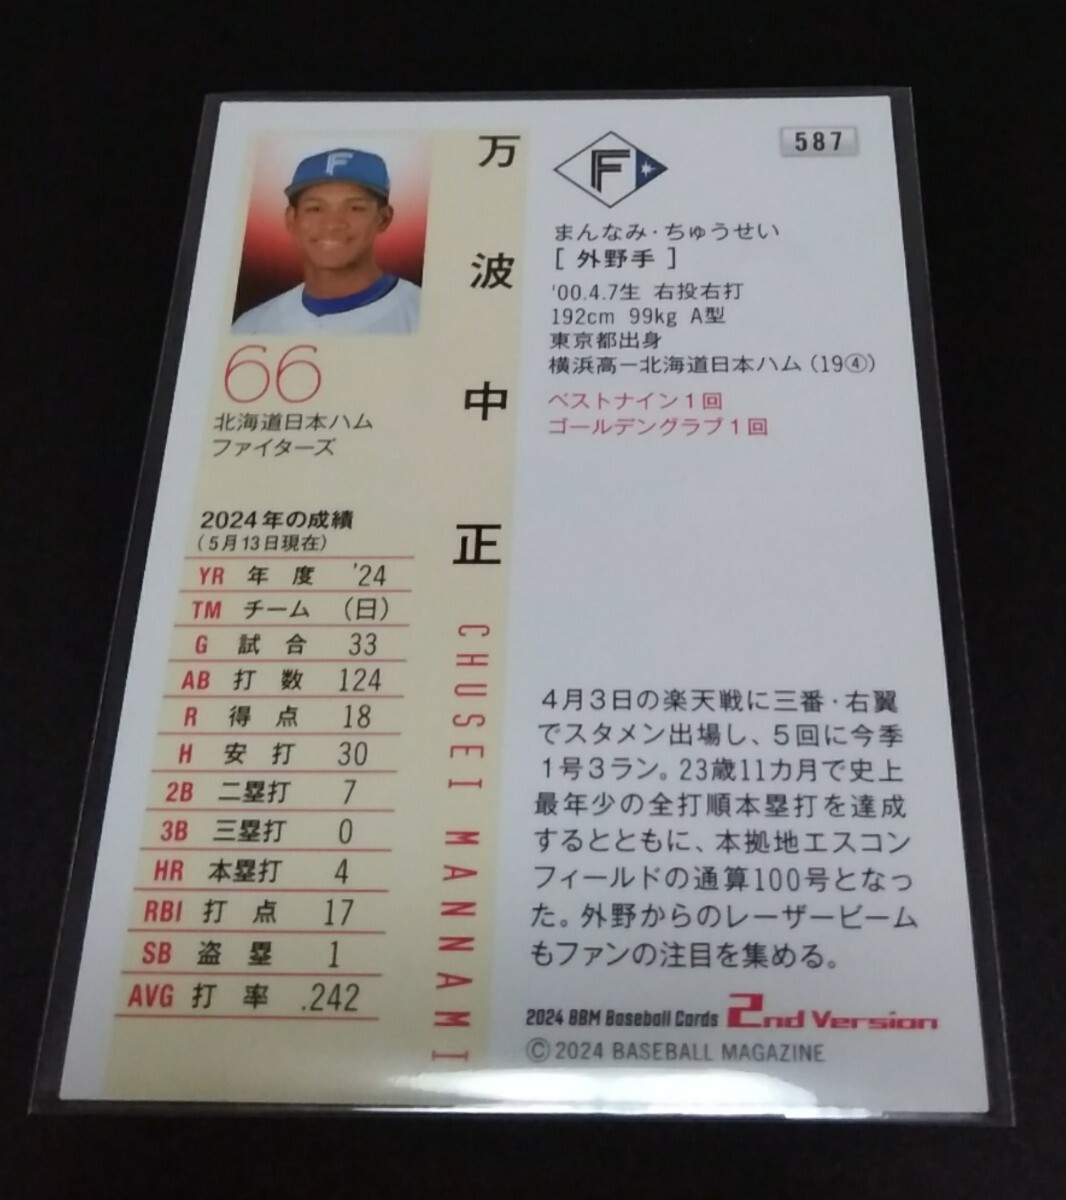 F
66
北海道日本ハム
ファイターズ
2024年の成績
(5月13日現在)
YR 年度 '24
TM チーム (日)
G 試合 33
AB 打数 124
R 得点 18
H 安打 30
2B 二塁打 7
3B 三塁打 0
HR 本塁打 4
RBI 打点 17
SB 盗塁 1
AVG 打率 .242
万波中正
CHUSEI MANNAMI
F
587
まんなみ・ちゅうせい
[ 外野手 ]
'00.4.7生 右投右打
192cm 99kg A型
東京都出身
横浜高ー北海道日本ハム (19④)
ベストナイン1回
ゴールデングラブ1回
4月3日の楽天戦に三番・右翼
でスタメン出場し、5回に今季
1号3ラン。23歳11カ月で史上
最年少の全打順本塁打を達成
するとともに、本拠地エスコン
フィールドの通算100号となっ
た。外野からのレーザービーム
もファンの注目を集める。
2024 BBM Baseball Cards 2nd Version
©2024 BASEBALL MAGAZINE